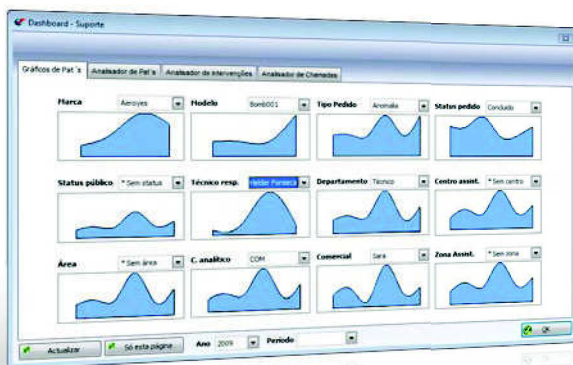 Dashboard - Suporte
Gráficos de Pat´s Analisador de Pat´s Analisador de intervenções Analisador de Chamadas
Marca Aeroyes Modelo Bomb001 Tipo Pedido Anomalia Status pedido Concluido
Status público * Sem status Técnico resp. Helder Fonseca Departamento Técnico Centro assist. * Sem centro
Área * Sem área C. analítico COM Comercial Sara Zona Assist. * Sem zona
Actualizar Só esta página Ano 2009 Período OK